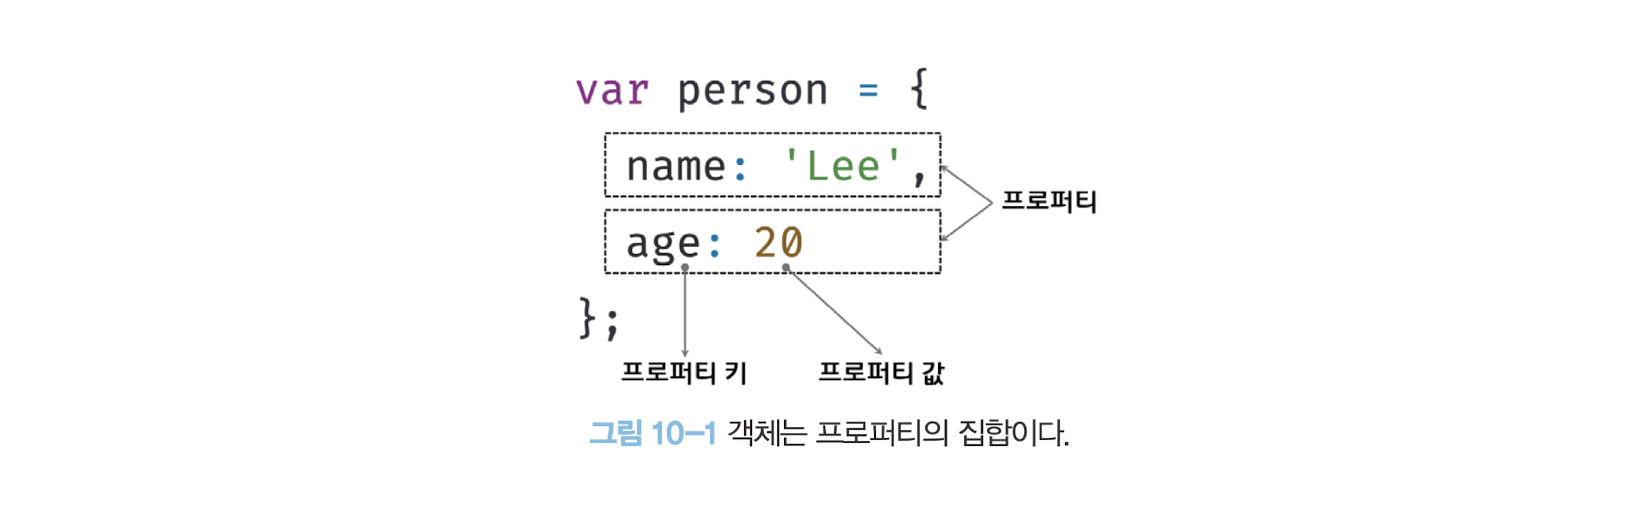 var person = {
name: 'Lee',
프로퍼티
age: 20
};
프로퍼티 키 프로퍼티 값
그림 10-1 객체는 프로퍼티의 집합이다.